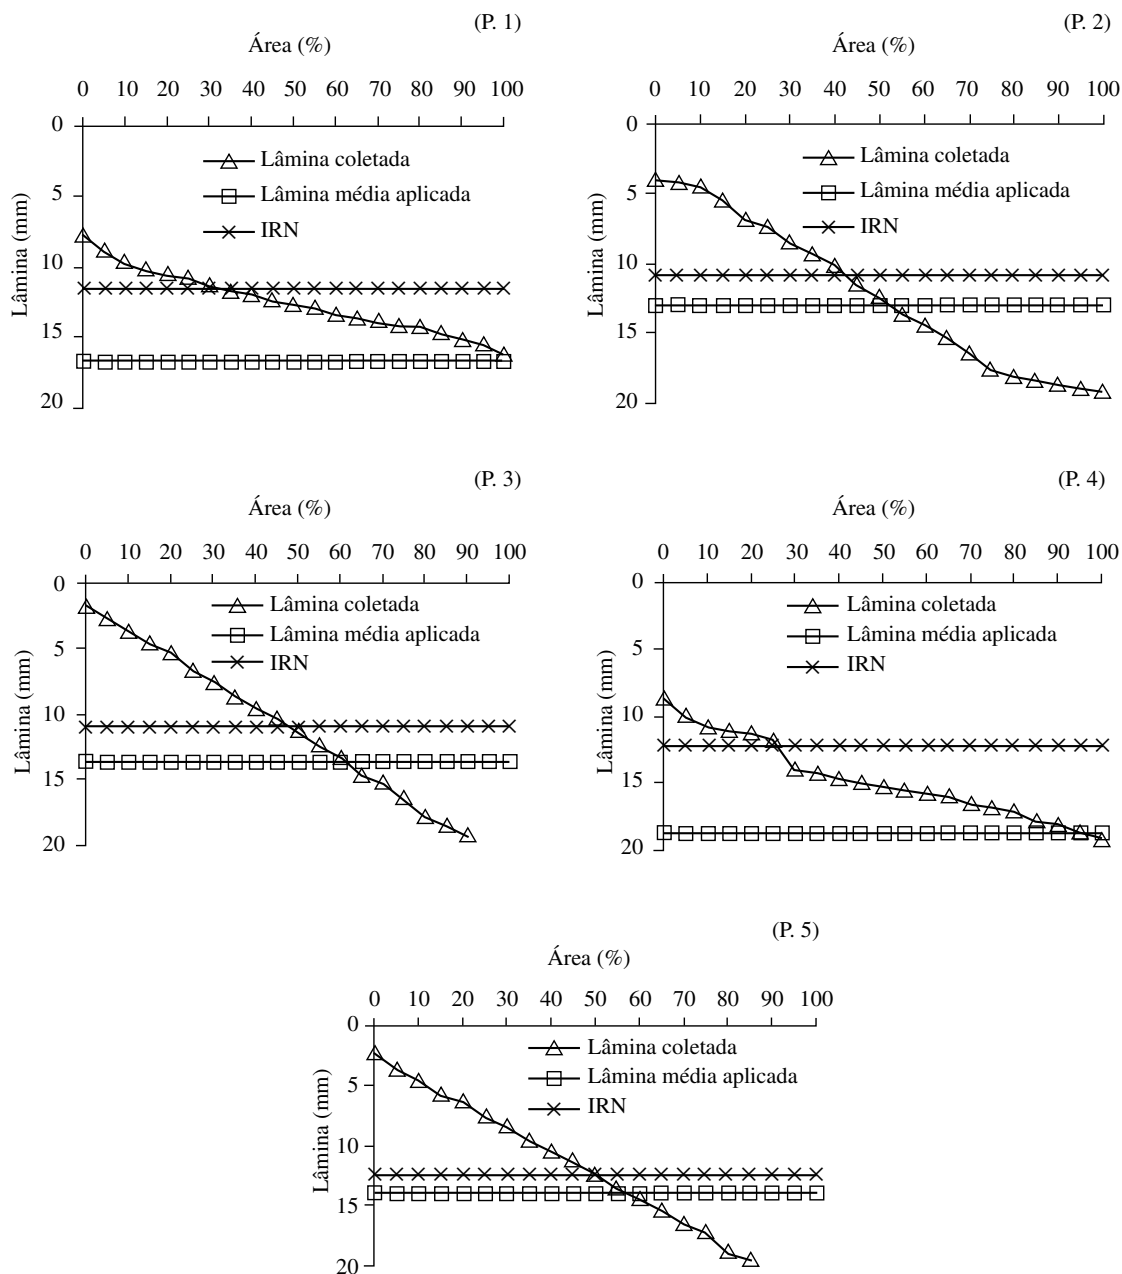 (P. 1)
Área (%)
0 10 20 30 40 50 60 70 80 90 100
0
5
10
15
20
Lâmina (mm)
Lâmina coletada
Lâmina média aplicada
IRN
(P. 2)
Área (%)
0 10 20 30 40 50 60 70 80 90 100
0
5
10
15
20
Lâmina (mm)
Lâmina coletada
Lâmina média aplicada
IRN
(P. 3)
Área (%)
0 10 20 30 40 50 60 70 80 90 100
0
5
10
15
20
Lâmina (mm)
Lâmina coletada
Lâmina média aplicada
IRN
(P. 4)
Área (%)
0 10 20 30 40 50 60 70 80 90 100
0
5
10
15
20
Lâmina (mm)
Lâmina coletada
Lâmina média aplicada
IRN
(P. 5)
Área (%)
0 10 20 30 40 50 60 70 80 90 100
0
5
10
15
20
Lâmina (mm)
Lâmina coletada
Lâmina média aplicada
IRN